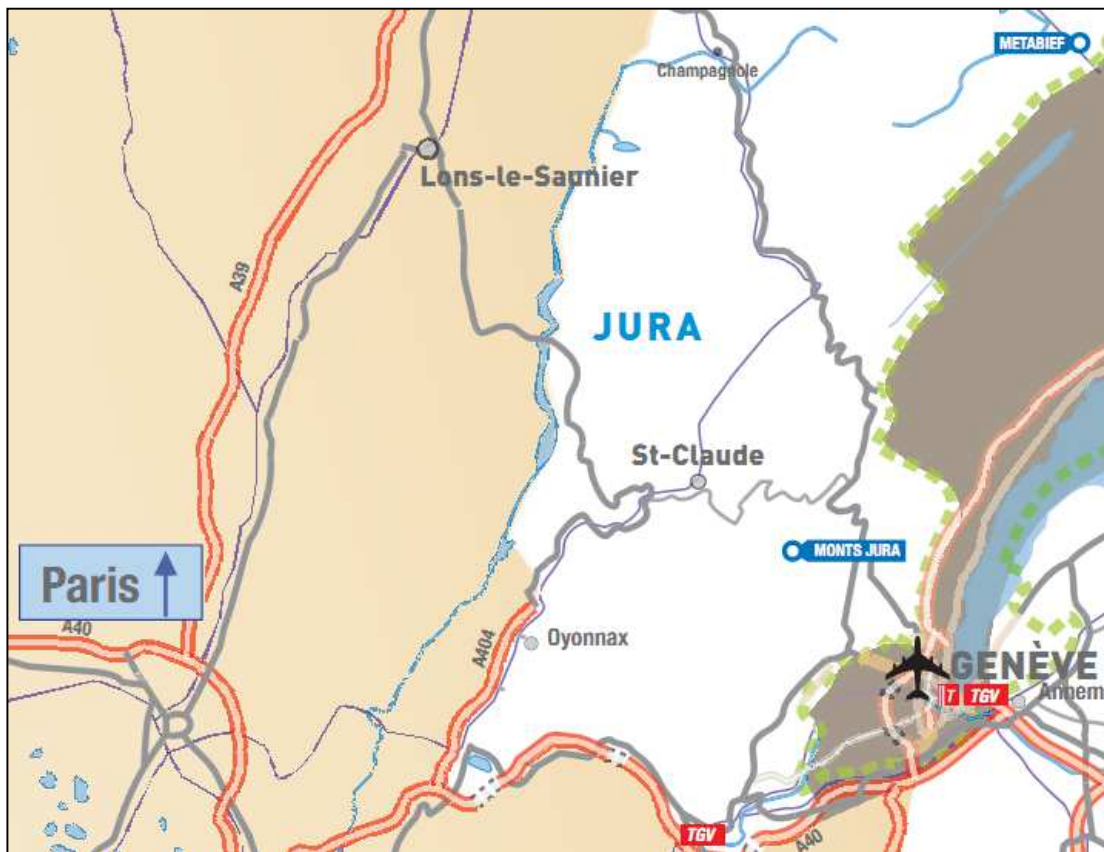 METABIEF
Champagnole
Lons-le-Saunier
A39
JURA
St-Claude
MONTS JURA
Paris
A40
A404
Oyonnax
GENÈVE
T TGV
Annem
TGV
A40